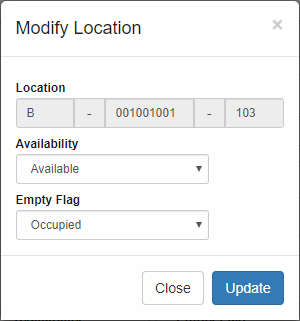 Modify Location ×
Location
B - 001001001 - 103
Availability
Available
Empty Flag
Occupied
Close Update